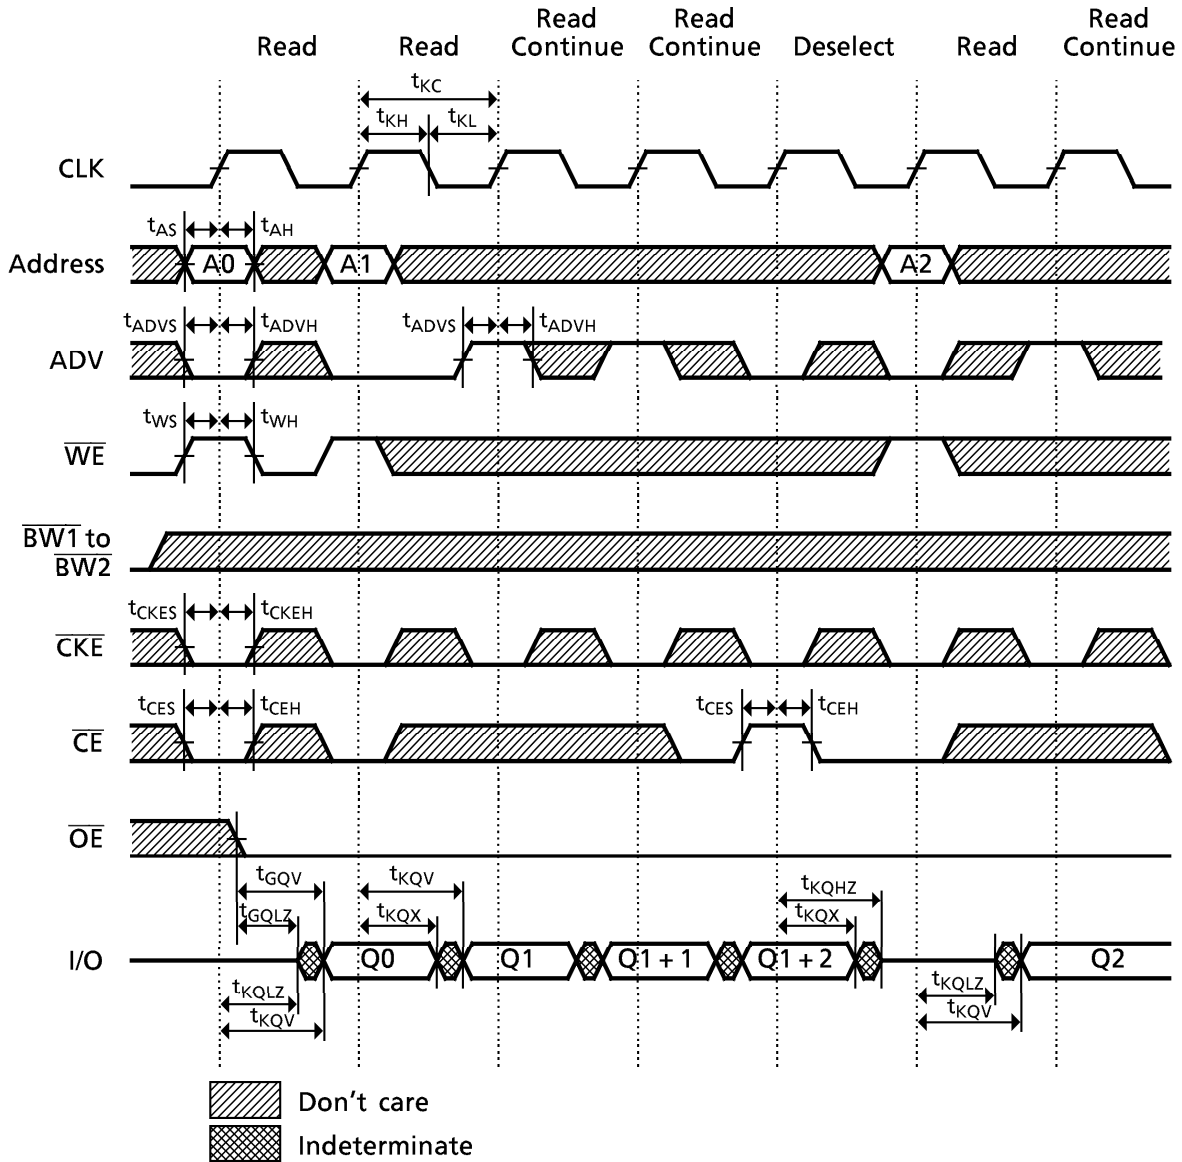 Read
Read
Read Continue
Read Continue
Deselect
Read
Read Continue
tKC
tKH
tKL
CLK
tAS
tAH
Address
A0
A1
A2
tADVS
tADVH
tADVS
tADVH
ADV
tWS
tWH
WE
BW1 to
BW2
tCKES
tCKEH
CKE
tCES
tCEH
tCES
tCEH
CE
OE
tGQV
tKQV
tKQHZ
tGQLZ
tKQX
tKQX
I/O
Q0
Q1
Q1 + 1
Q1 + 2
Q2
tKQLZ
tKQV
tKQLZ
tKQV
Don't care
Indeterminate